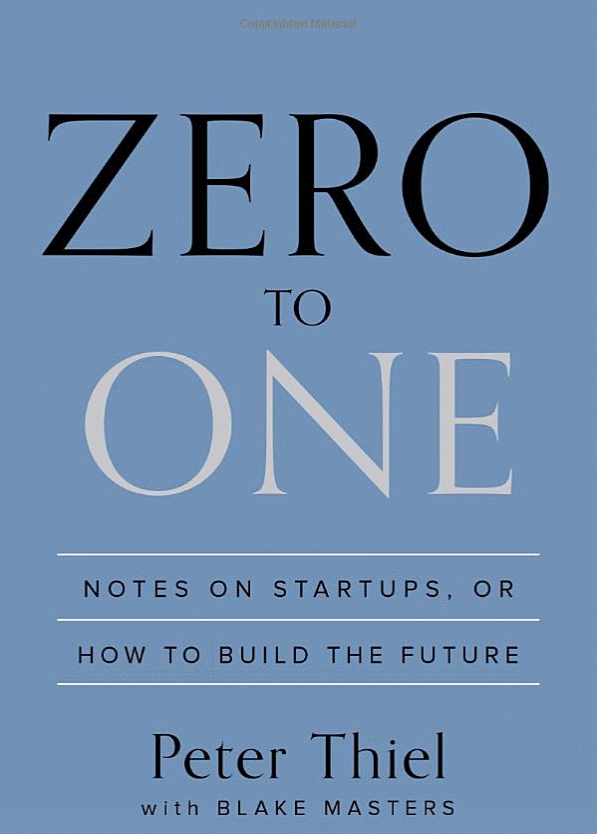 Copyrighted Material
ZERO
TO
ONE
NOTES ON STARTUPS, OR
HOW TO BUILD THE FUTURE
Peter Thiel
with BLAKE MASTERS